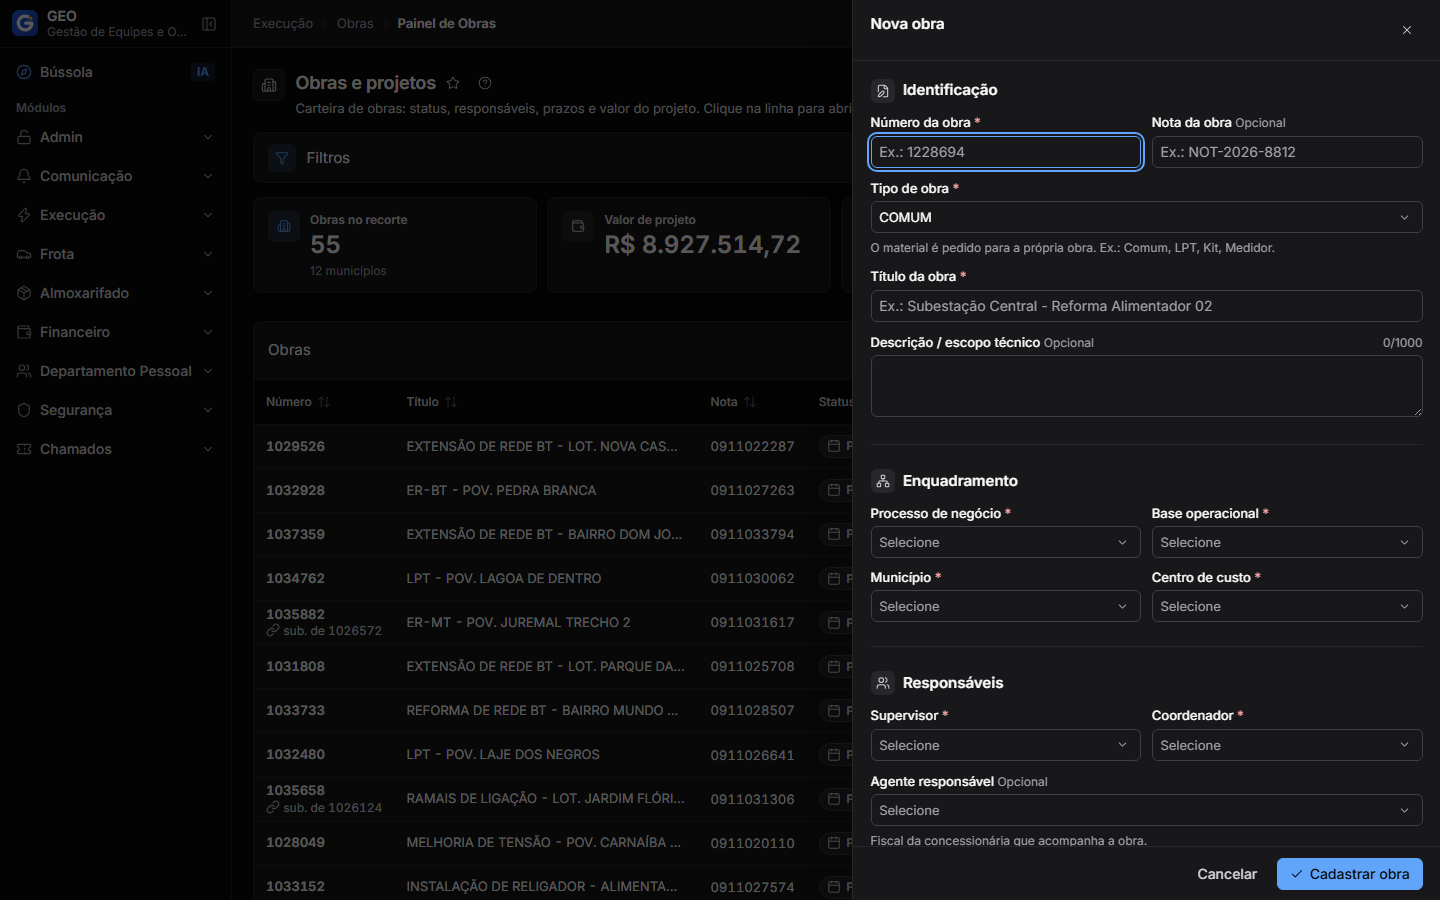 GEO
Gestão de Equipes e O...
Bússola
IA
Módulos
Admin
Comunicação
Execução
Frota
Almoxarifado
Financeiro
Departamento Pessoal
Segurança
Chamados
Execução
Obras
Painel de Obras
Obras e projetos
Carteira de obras: status, responsáveis, prazos e valor do projeto. Clique na linha para abri
Filtros
Obras no recorte
55
12 municípios
Valor de projeto
R$ 8.927.514,72
Obras
Número Título Nota Status
1029526 EXTENSÃO DE REDE BT - LOT. NOVA CAS... 0911022287 P
1032928 ER-BT - POV. PEDRA BRANCA 0911027263 P
1037359 EXTENSÃO DE REDE BT - BAIRRO DOM JO... 0911033794 P
1034762 LPT - POV. LAGOA DE DENTRO 0911030062 P
1035882 ER-MT - POV. JUREMAL TRECHO 2 0911031617 P
sub. de 1026572
1031808 EXTENSÃO DE REDE BT - LOT. PARQUE DA... 0911025708 P
1033733 REFORMA DE REDE BT - BAIRRO MUNDO ... 0911028507 P
1032480 LPT - POV. LAJE DOS NEGROS 0911026641 P
1035658 RAMAIS DE LIGAÇÃO - LOT. JARDIM FLÓRI... 0911031306 P
sub. de 1026124
1028049 MELHORIA DE TENSÃO - POV. CARNAÍBA ... 0911020110 P
1033152 INSTALAÇÃO DE RELIGADOR - ALIMENTA... 0911027574 P
Nova obra
Identificação
Número da obra *
Ex.: 1228694
Nota da obra Opcional
Ex.: NOT-2026-8812
Tipo de obra *
COMUM
O material é pedido para a própria obra. Ex.: Comum, LPT, Kit, Medidor.
Título da obra *
Ex.: Subestação Central - Reforma Alimentador 02
Descrição / escopo técnico Opcional
0/1000
Enquadramento
Processo de negócio *
Selecione
Base operacional *
Selecione
Município *
Selecione
Centro de custo *
Selecione
Responsáveis
Supervisor *
Selecione
Coordenador *
Selecione
Agente responsável Opcional
Selecione
Fiscal da concessionária que acompanha a obra.
Cancelar
Cadastrar obra